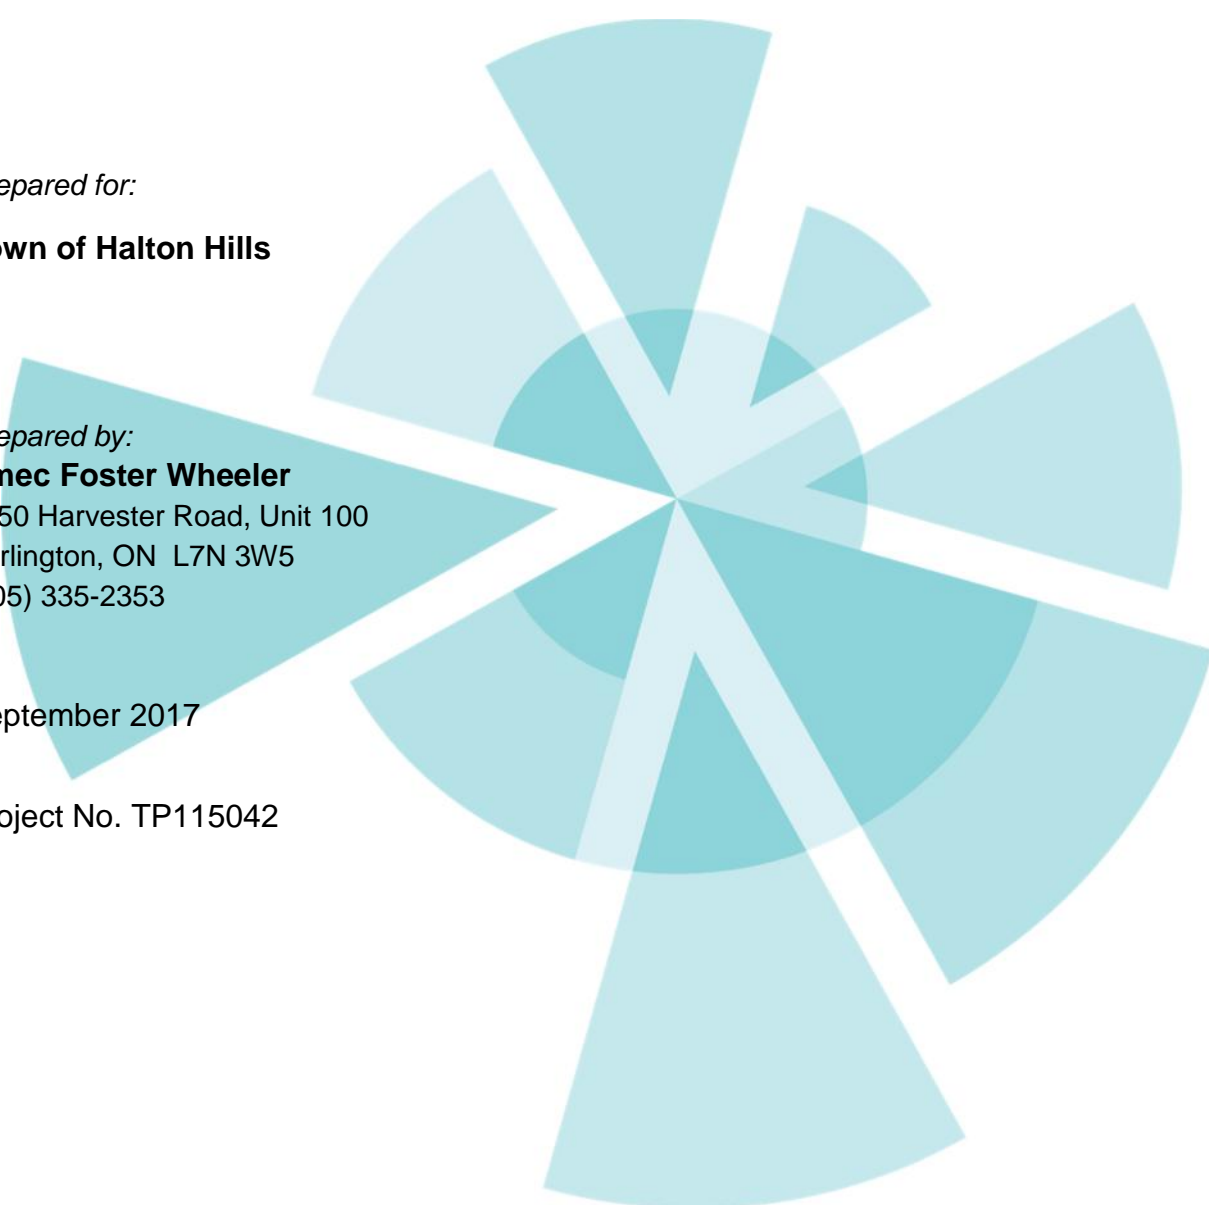 epared for:
own of Halton Hills
epared by:
mec Foster Wheeler
50 Harvester Road, Unit 100
rlington, ON L7N 3W5
05) 335-2353
eptember 2017
oject No. TP115042